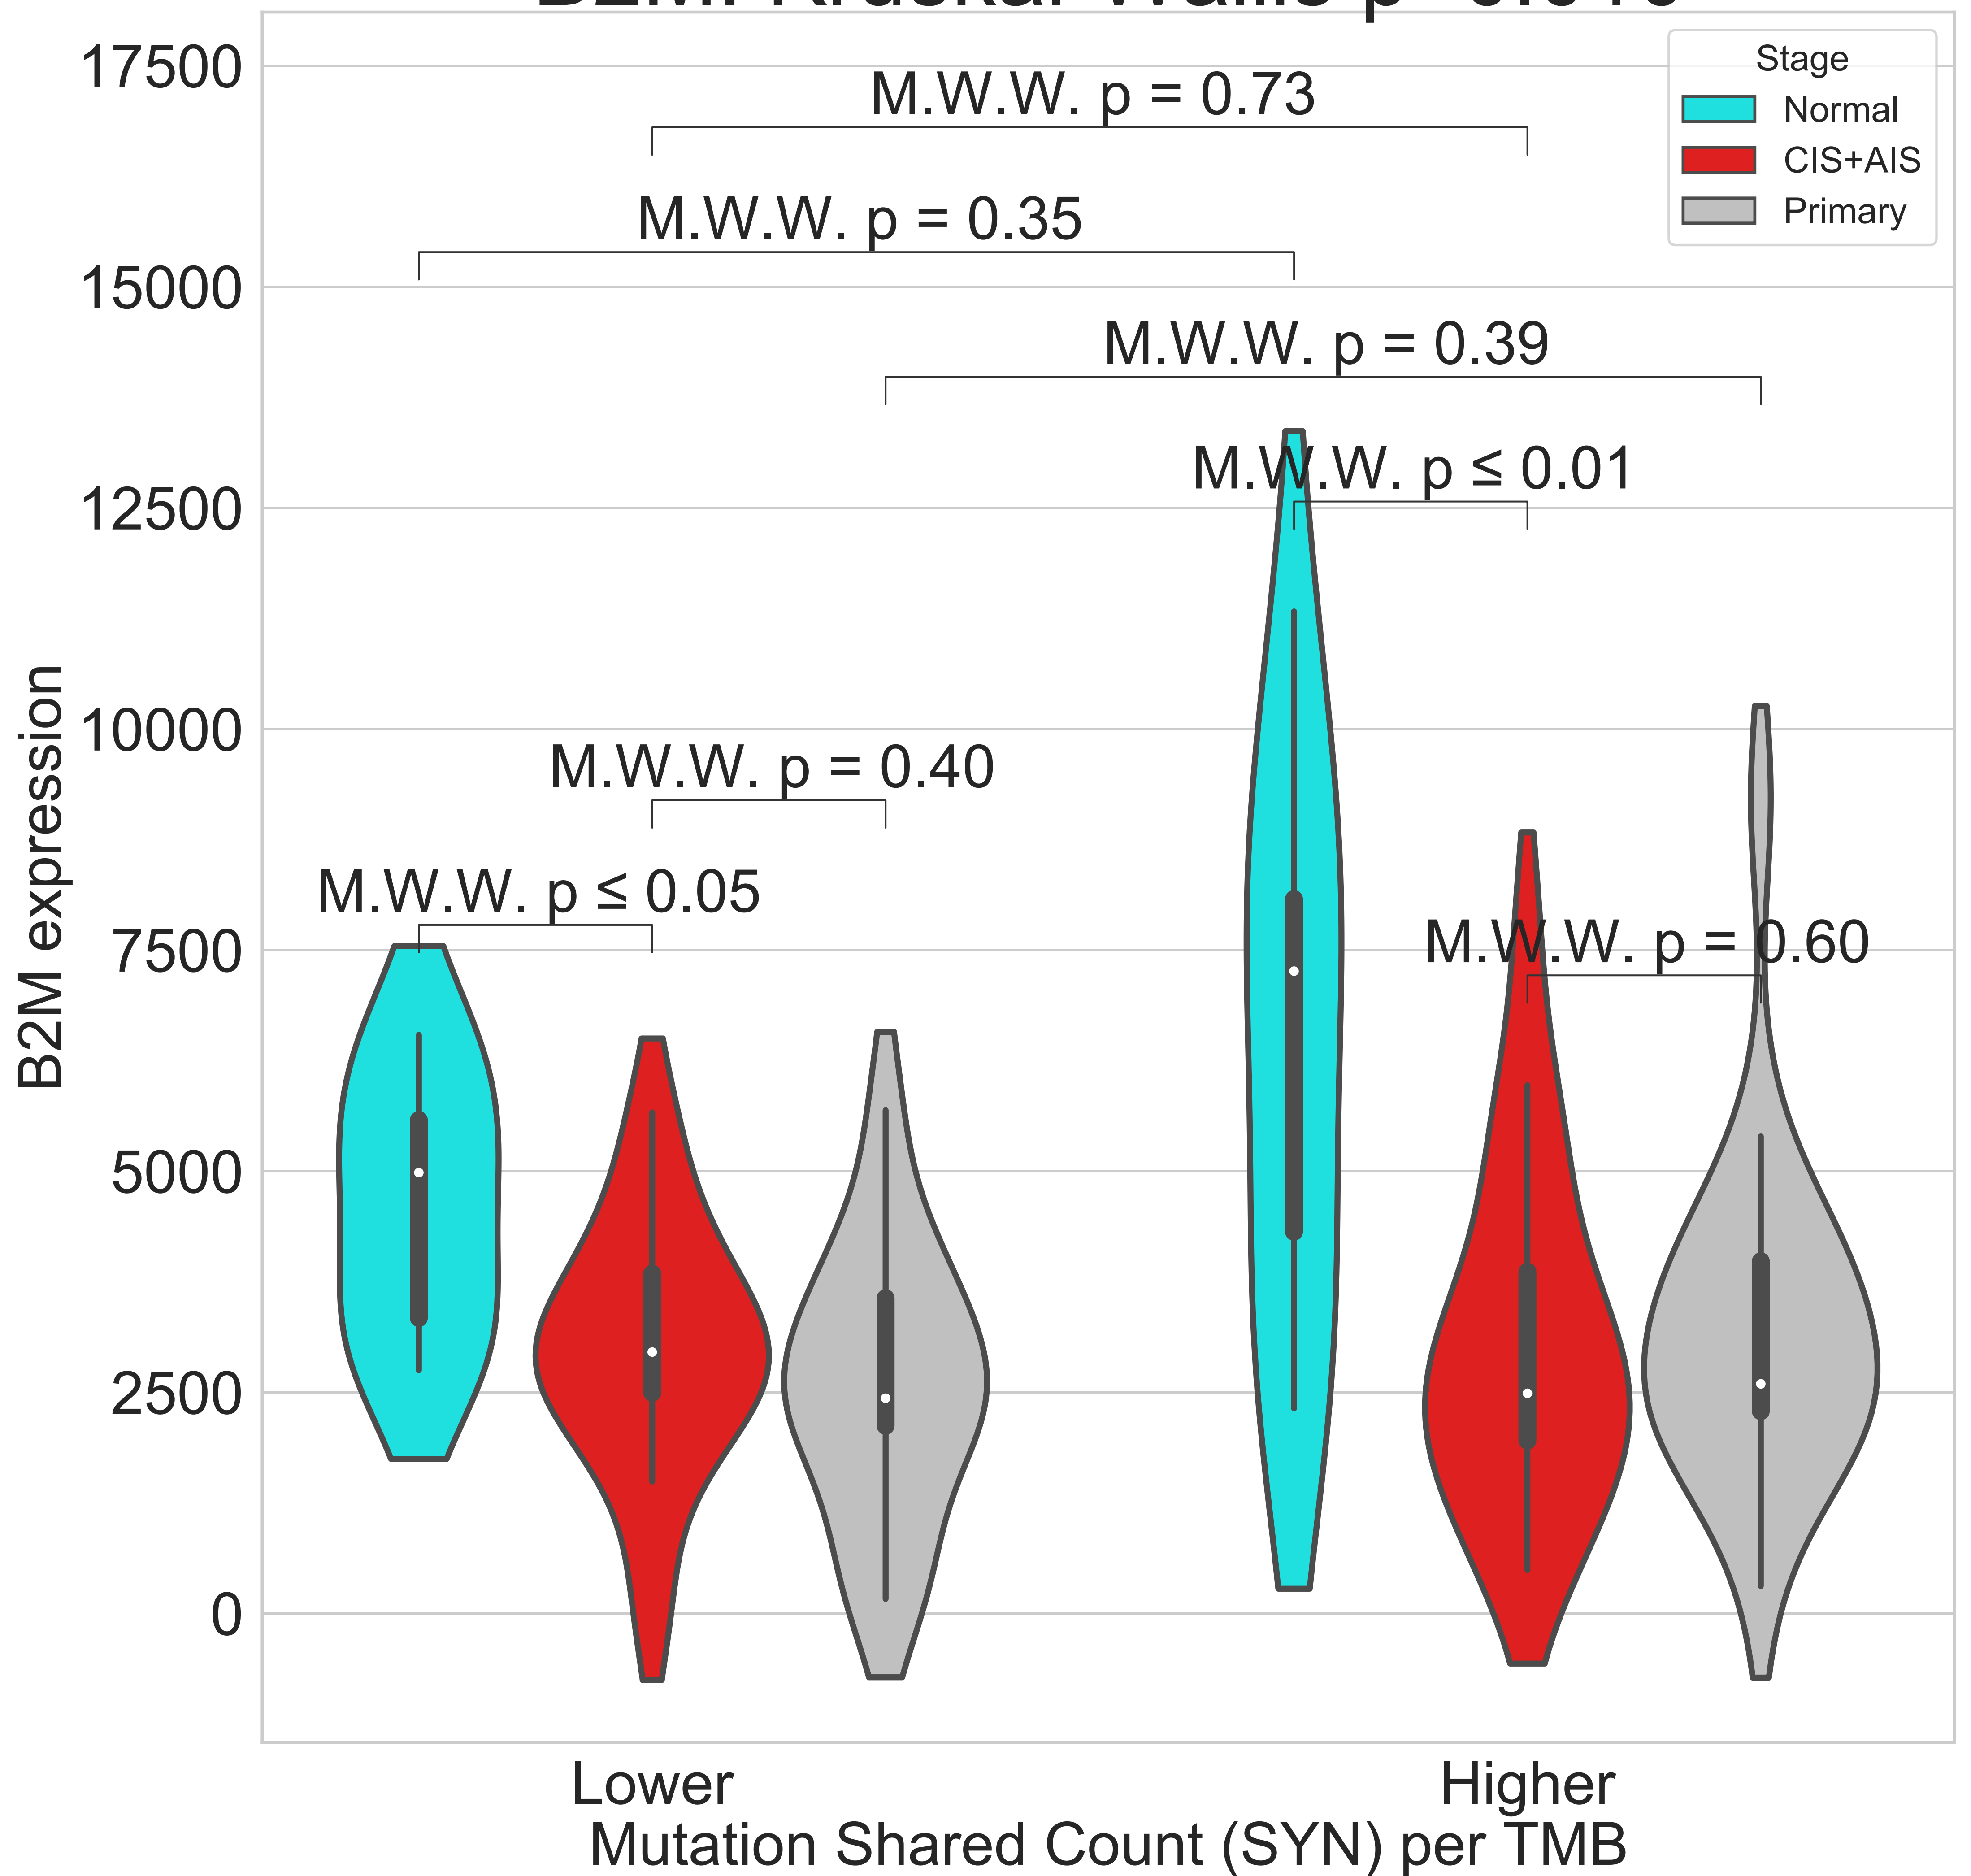 17500
15000
12500
10000
7500
5000
2500
0
B2M expression
Stage
Normal
CIS+AIS
Primary
M.W.W. p = 0.73
M.W.W. p = 0.35
M.W.W. p = 0.39
M.W.W. p ≤ 0.01
M.W.W. p = 0.40
M.W.W. p ≤ 0.05
M.W.W. p = 0.60
Lower
Higher
Mutation Shared Count (SYN) per TMB